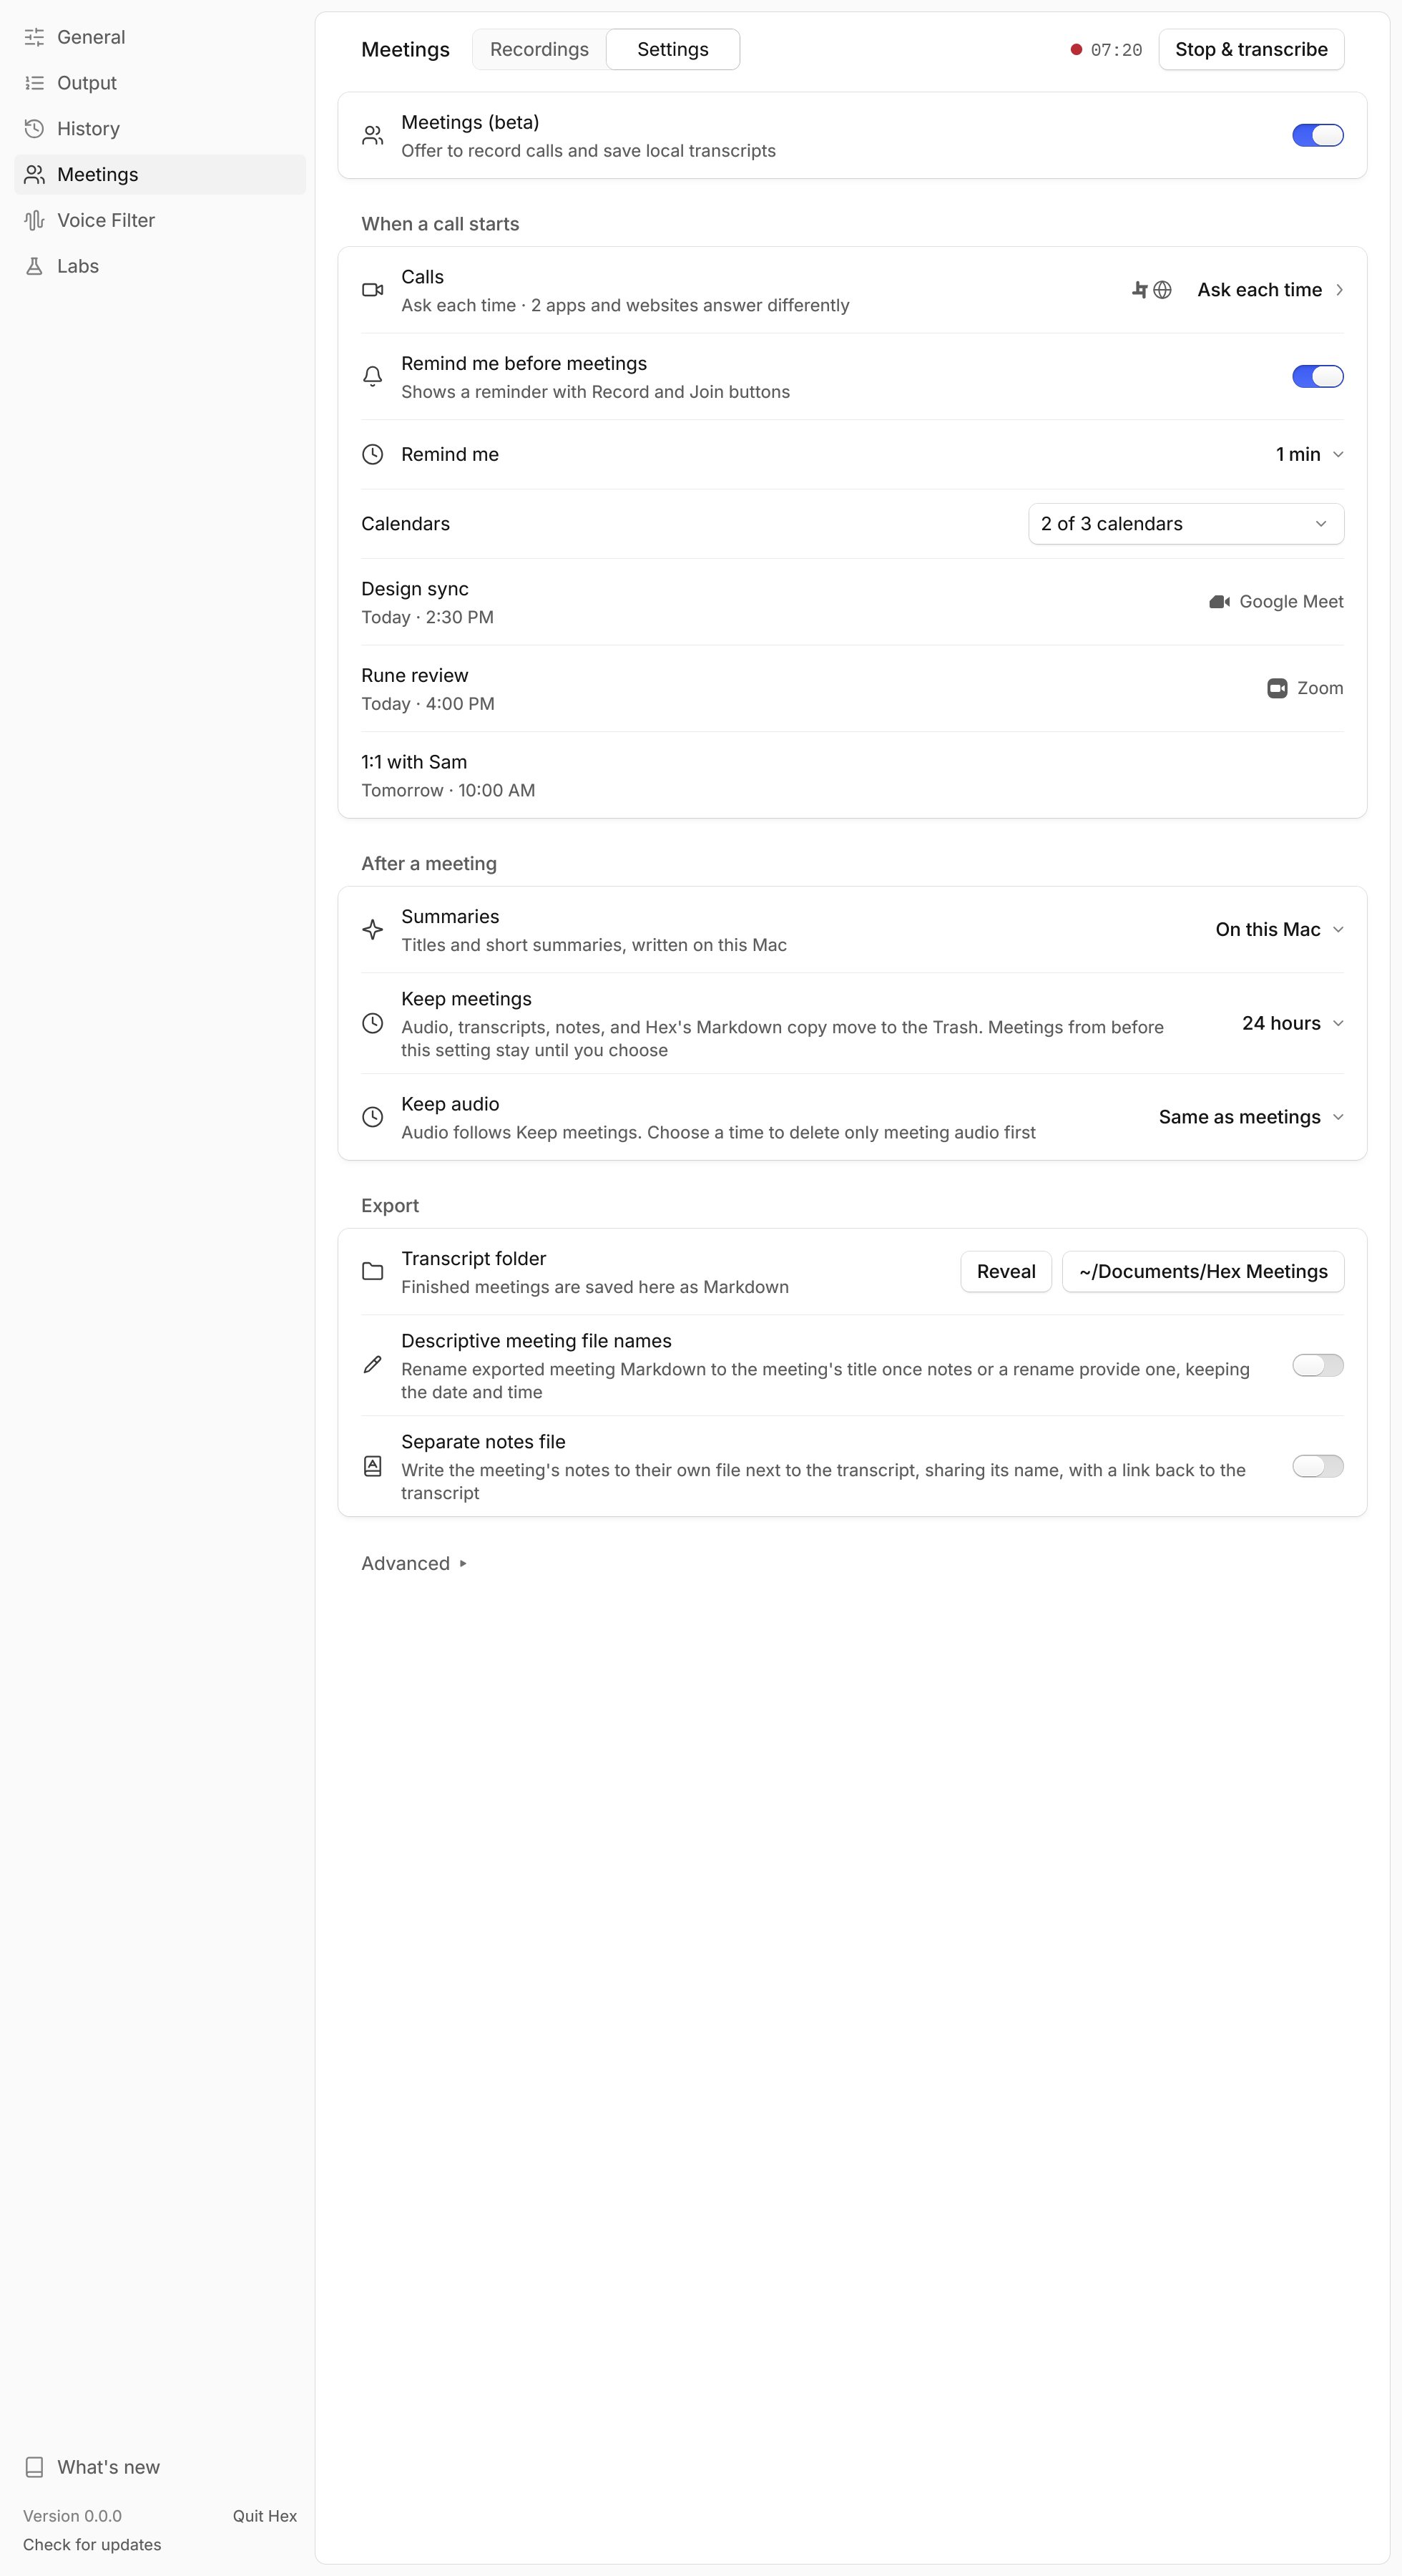 General
Output
History
Meetings
Voice Filter
Labs
Meetings
Recordings
Settings
07:20
Stop & transcribe
Meetings (beta)
Offer to record calls and save local transcripts
When a call starts
Calls
Ask each time · 2 apps and websites answer differently
Ask each time
Remind me before meetings
Shows a reminder with Record and Join buttons
Remind me
1 min
Calendars
2 of 3 calendars
Design sync
Today · 2:30 PM
Google Meet
Rune review
Today · 4:00 PM
Zoom
1:1 with Sam
Tomorrow · 10:00 AM
After a meeting
Summaries
Titles and short summaries, written on this Mac
On this Mac
Keep meetings
Audio, transcripts, notes, and Hex's Markdown copy move to the Trash. Meetings from before
this setting stay until you choose
24 hours
Keep audio
Audio follows Keep meetings. Choose a time to delete only meeting audio first
Same as meetings
Export
Transcript folder
Finished meetings are saved here as Markdown
Reveal
~/Documents/Hex Meetings
Descriptive meeting file names
Rename exported meeting Markdown to the meeting's title once notes or a rename provide one, keeping
the date and time
Separate notes file
Write the meeting's notes to their own file next to the transcript, sharing its name, with a link back to the
transcript
Advanced
What's new
Version 0.0.0
Quit Hex
Check for updates